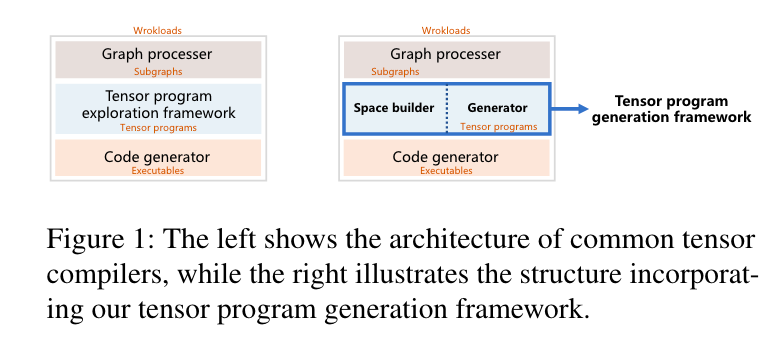 Wrokloads
Graph processer
Subgraphs
Tensor program
exploration framework
Tensor programs
Code generator
Executables
Wrokloads
Graph processer
Subgraphs
Space builder
Generator
Tensor programs
Code generator
Executables
Tensor program
generation framework
Figure 1: The left shows the architecture of common tensor
compilers, while the right illustrates the structure incorporat-
ing our tensor program generation framework.